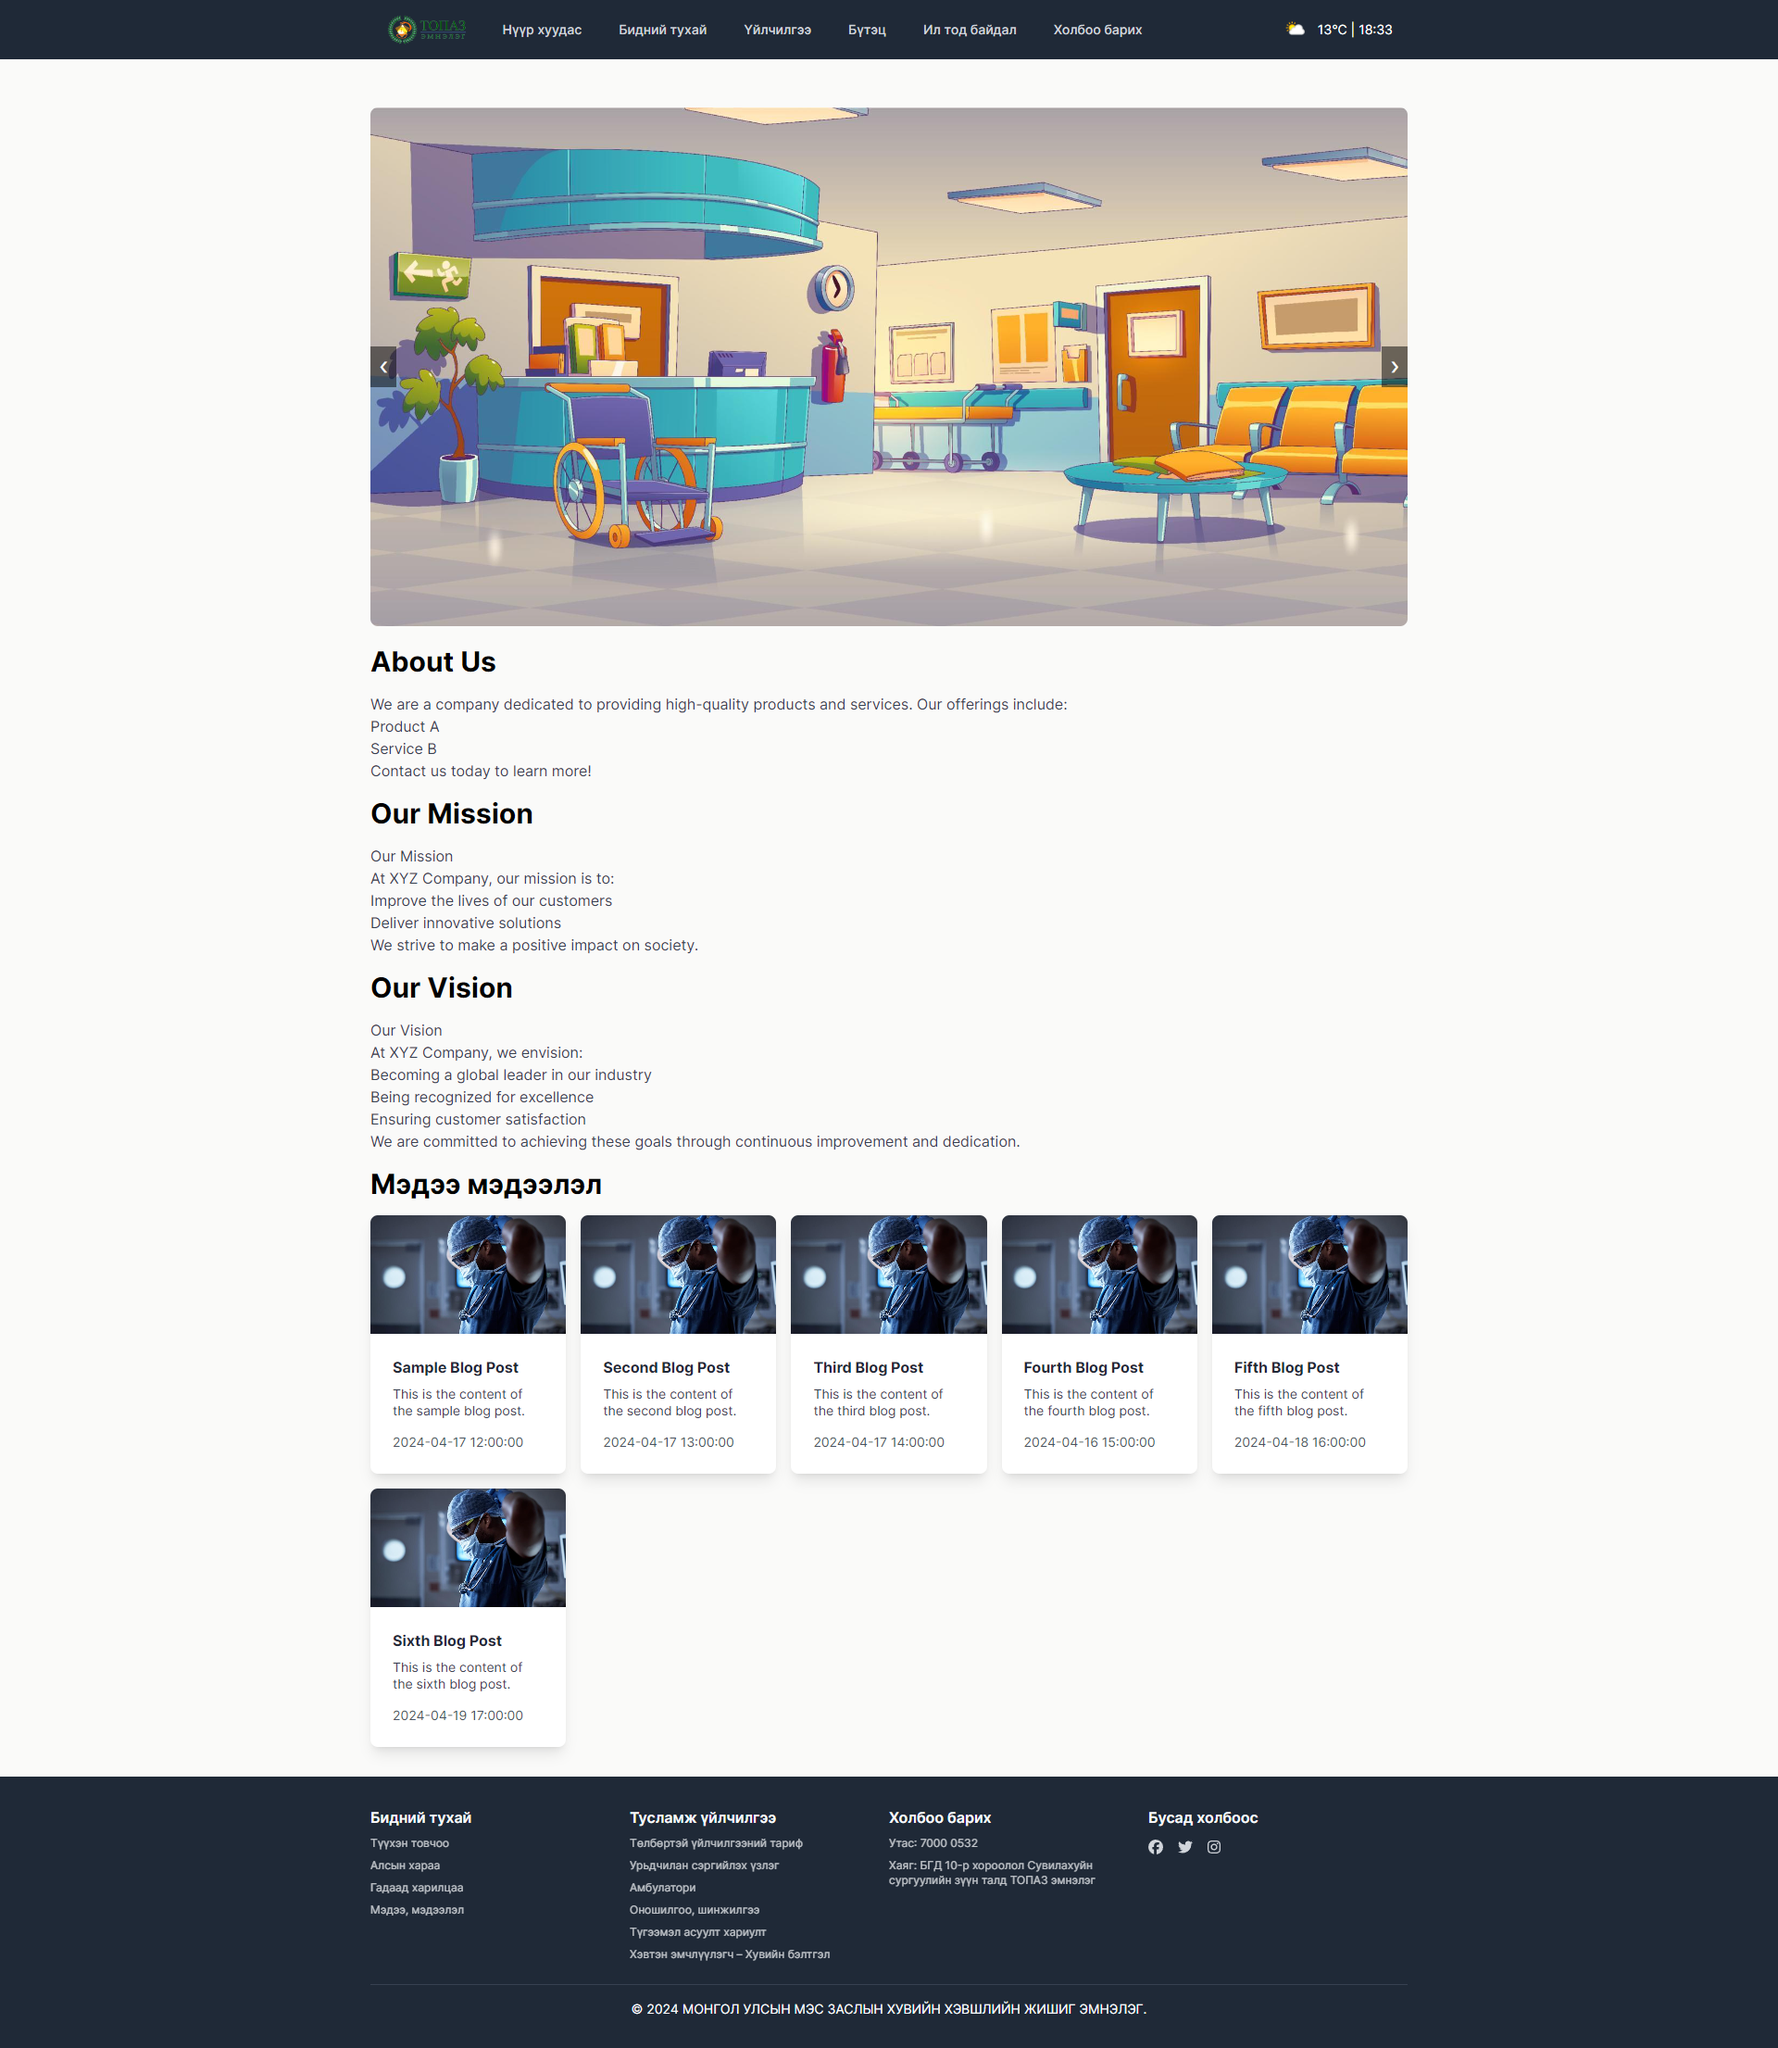 ТОПАЗ
ЭМНЭЛЭГ
Нүүр хуудас
Бидний тухай
Үйлчилгээ
Бүтэц
Ил тод байдал
Холбоо барих
13°C | 18:33
❮
❯
About Us
We are a company dedicated to providing high-quality products and services. Our offerings include:
Product A
Service B
Contact us today to learn more!
Our Mission
Our Mission
At XYZ Company, our mission is to:
Improve the lives of our customers
Deliver innovative solutions
We strive to make a positive impact on society.
Our Vision
Our Vision
At XYZ Company, we envision:
Becoming a global leader in our industry
Being recognized for excellence
Ensuring customer satisfaction
We are committed to achieving these goals through continuous improvement and dedication.
Мэдээ мэдээлэл
Sample Blog Post
This is the content of
the sample blog post.
2024-04-17 12:00:00
Second Blog Post
This is the content of
the second blog post.
2024-04-17 13:00:00
Third Blog Post
This is the content of
the third blog post.
2024-04-17 14:00:00
Fourth Blog Post
This is the content of
the fourth blog post.
2024-04-16 15:00:00
Fifth Blog Post
This is the content of
the fifth blog post.
2024-04-18 16:00:00
Sixth Blog Post
This is the content of
the sixth blog post.
2024-04-19 17:00:00
Бидний тухай
Түүхэн товчоо
Алсын хараа
Гадаад харилцаа
Мэдээ, мэдээлэл
Тусламж үйлчилгээ
Төлбөртэй үйлчилгээний тариф
Урьдчилан сэргийлэх үзлэг
Амбулатори
Оношилгоо, шинжилгээ
Түгээмэл асуулт хариулт
Хэвтэн эмчлүүлэгч – Хувийн бэлтгэл
Холбоо барих
Утас: 7000 0532
Хаяг: БГД 10-р хороолол Сувилахуйн
сургуулийн зүүн талд ТОПАЗ эмнэлэг
Бусад холбоос
© 2024 МОНГОЛ УЛСЫН МЭС ЗАСЛЫН ХУВИЙН ХЭВШЛИЙН ЖИШИГ ЭМНЭЛЭГ.